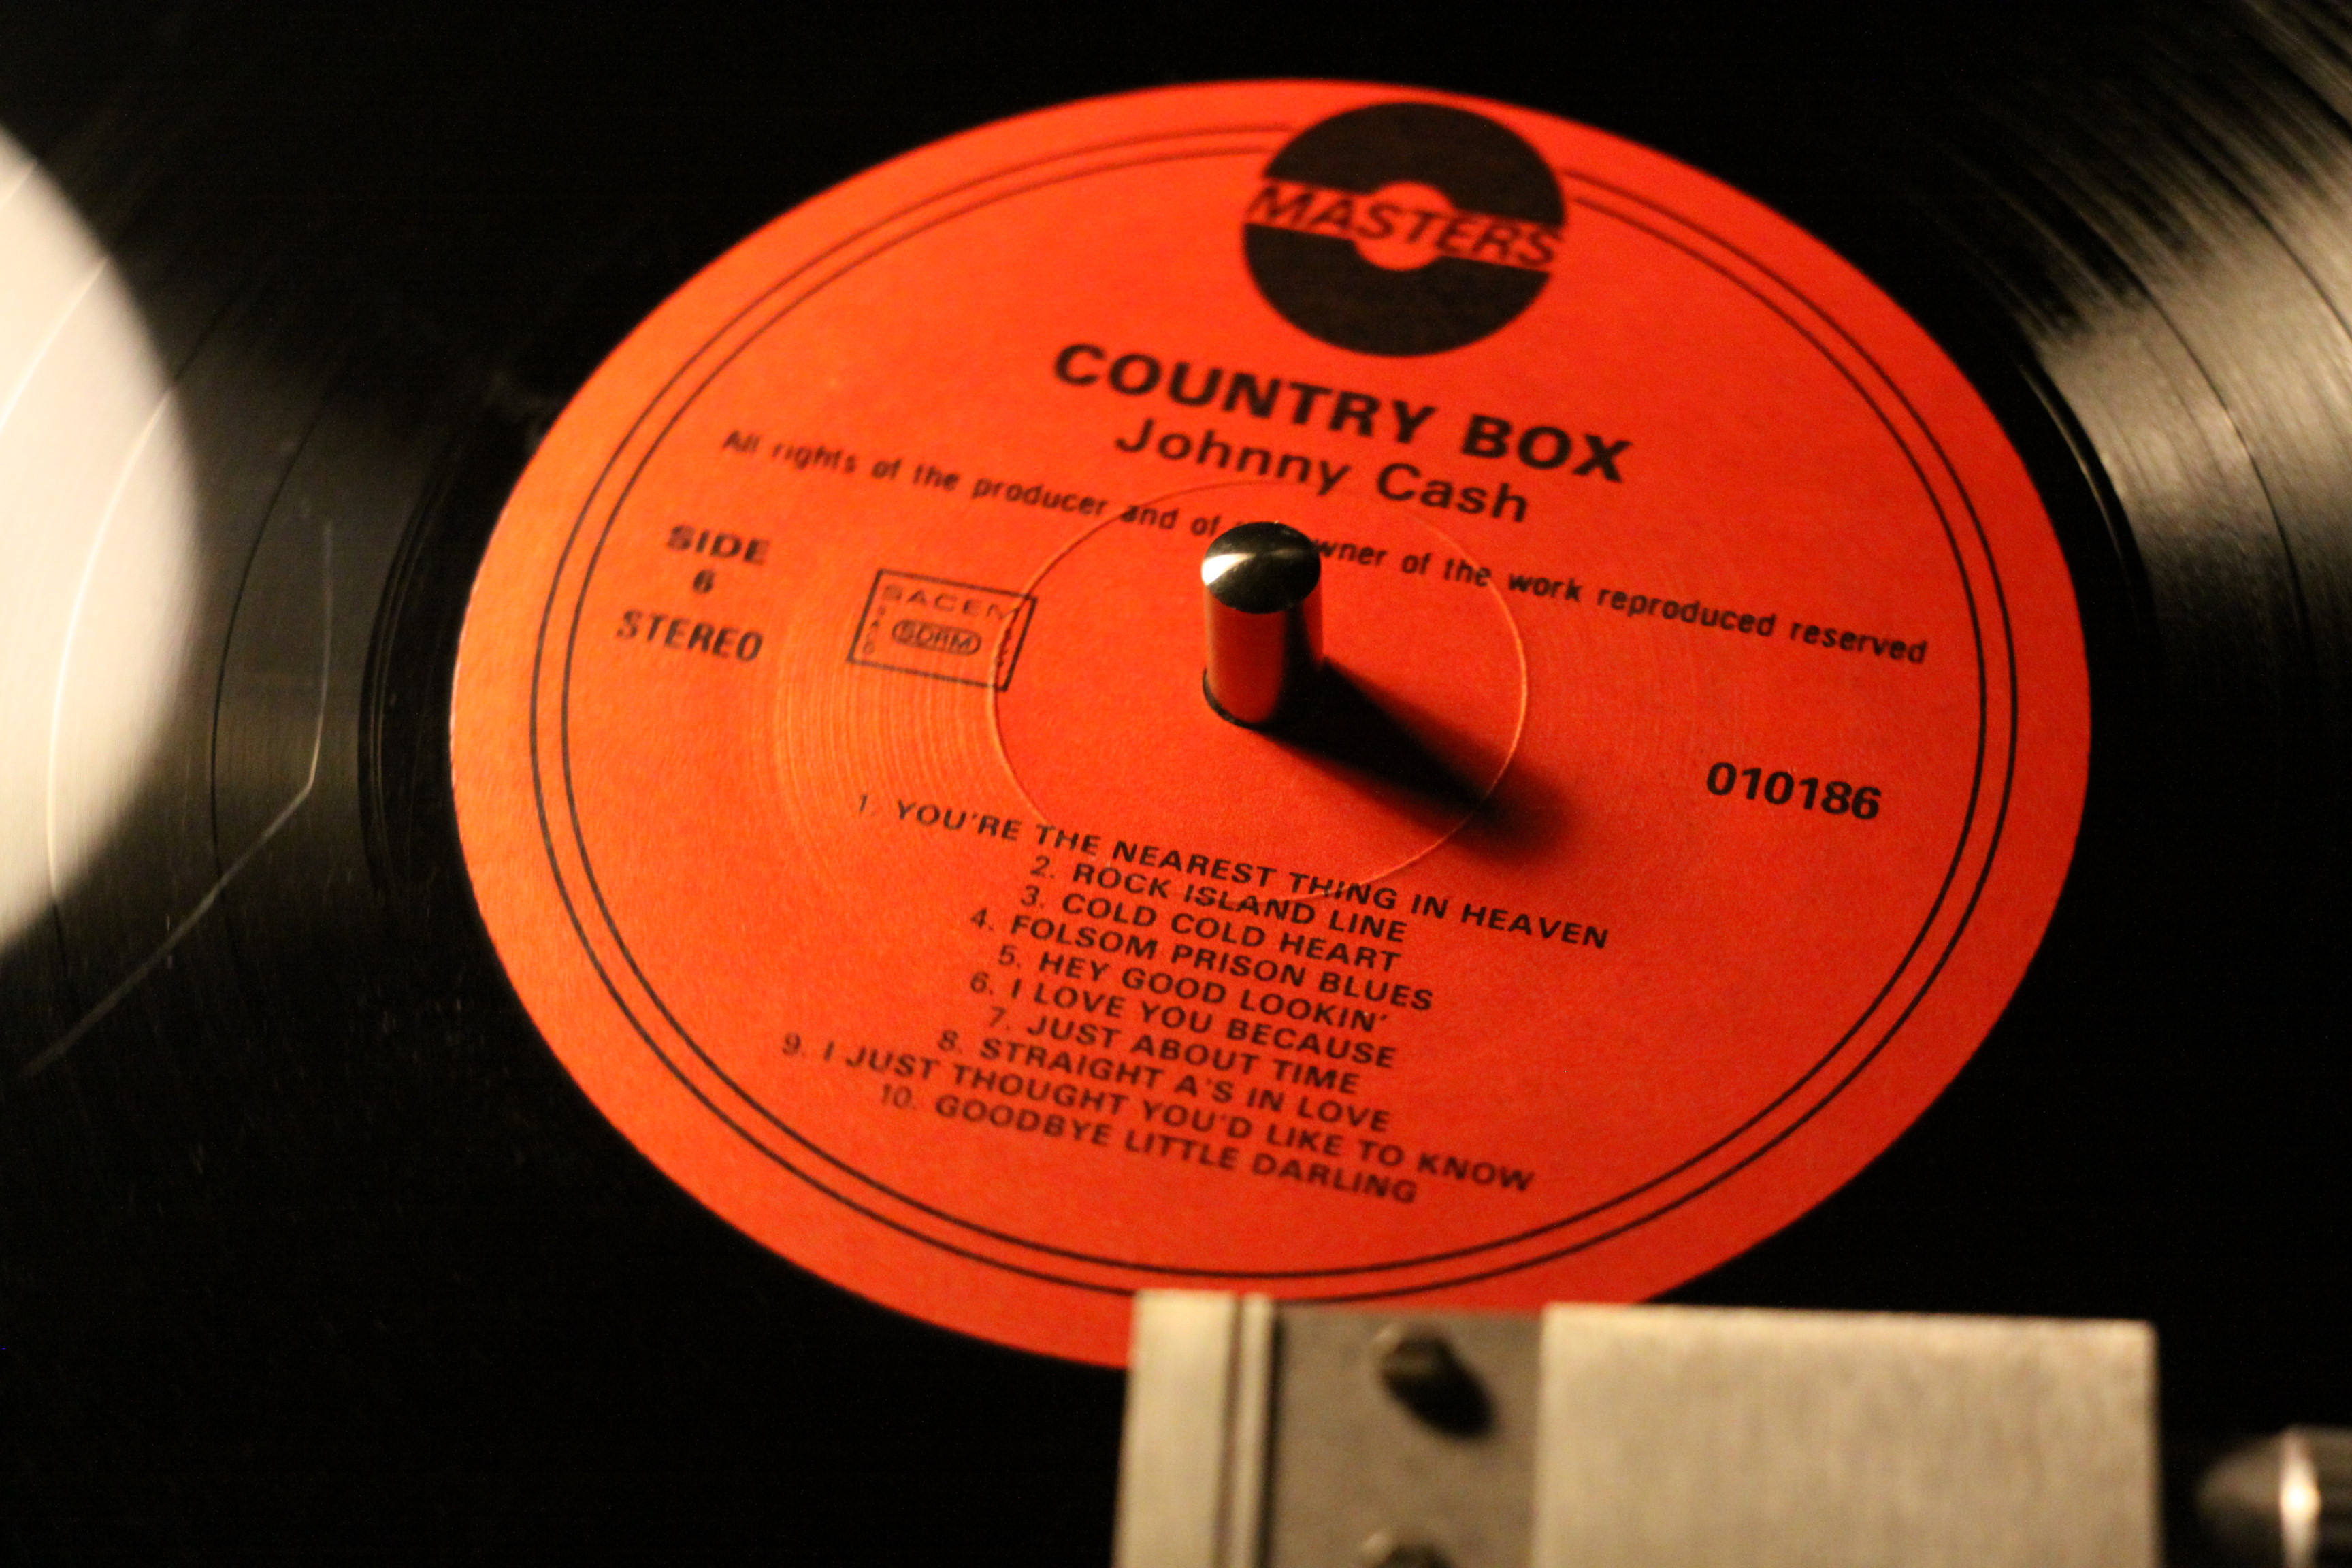 MASTERS
COUNTRY BOX
Johnny Cash
All rights of the producer and of wner of the work reproduced reserved
SIDE
6
STEREO
SACEM
SACD
SDRM
010186
1. YOU'RE THE NEAREST THING IN HEAVEN
2. ROCK ISLAND LINE
3. COLD COLD HEART
4. FOLSOM PRISON BLUES
5. HEY GOOD LOOKIN'
6. I LOVE YOU BECAUSE
7. JUST ABOUT TIME
8. STRAIGHT A'S IN LOVE
9. I JUST THOUGHT YOU'D LIKE TO KNOW
10. GOODBYE LITTLE DARLING